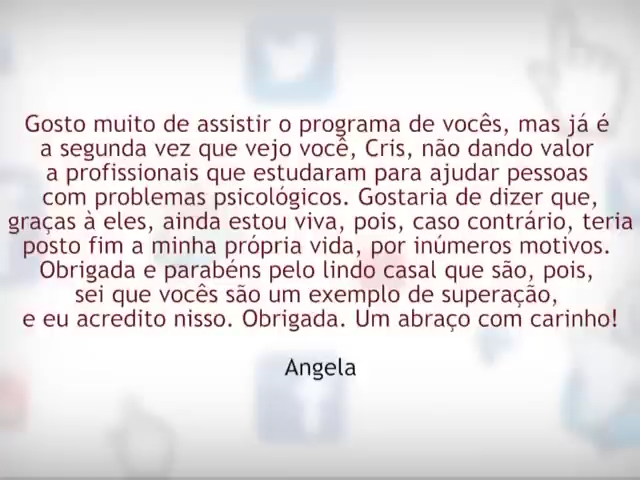 Gosto muito de assistir o programa de vocês, mas já é
a segunda vez que vejo você, Cris, não dando valor
a profissionais que estudaram para ajudar pessoas
com problemas psicológicos. Gostaria de dizer que,
graças à eles, ainda estou viva, pois, caso contrário, teria
posto fim a minha própria vida, por inúmeros motivos.
Obrigada e parabéns pelo lindo casal que são, pois,
sei que vocês são um exemplo de superação,
e eu acredito nisso. Obrigada. Um abraço com carinho!
Angela